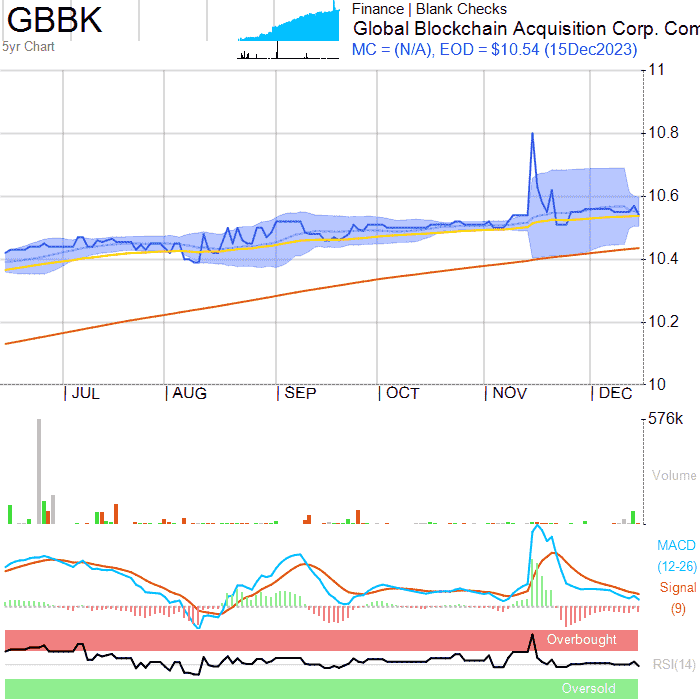 GBBK
5yr Chart
Finance | Blank Checks
Global Blockchain Acquisition Corp. Com
MC = (N/A), EOD = $10.54 (15Dec2023)
11
10.8
10.6
10.4
10.2
10
| JUL | AUG | SEP | OCT | NOV | DEC
576k
Volume
MACD
(12-26)
Signal
(9)
Overbought
RSI(14)
Oversold